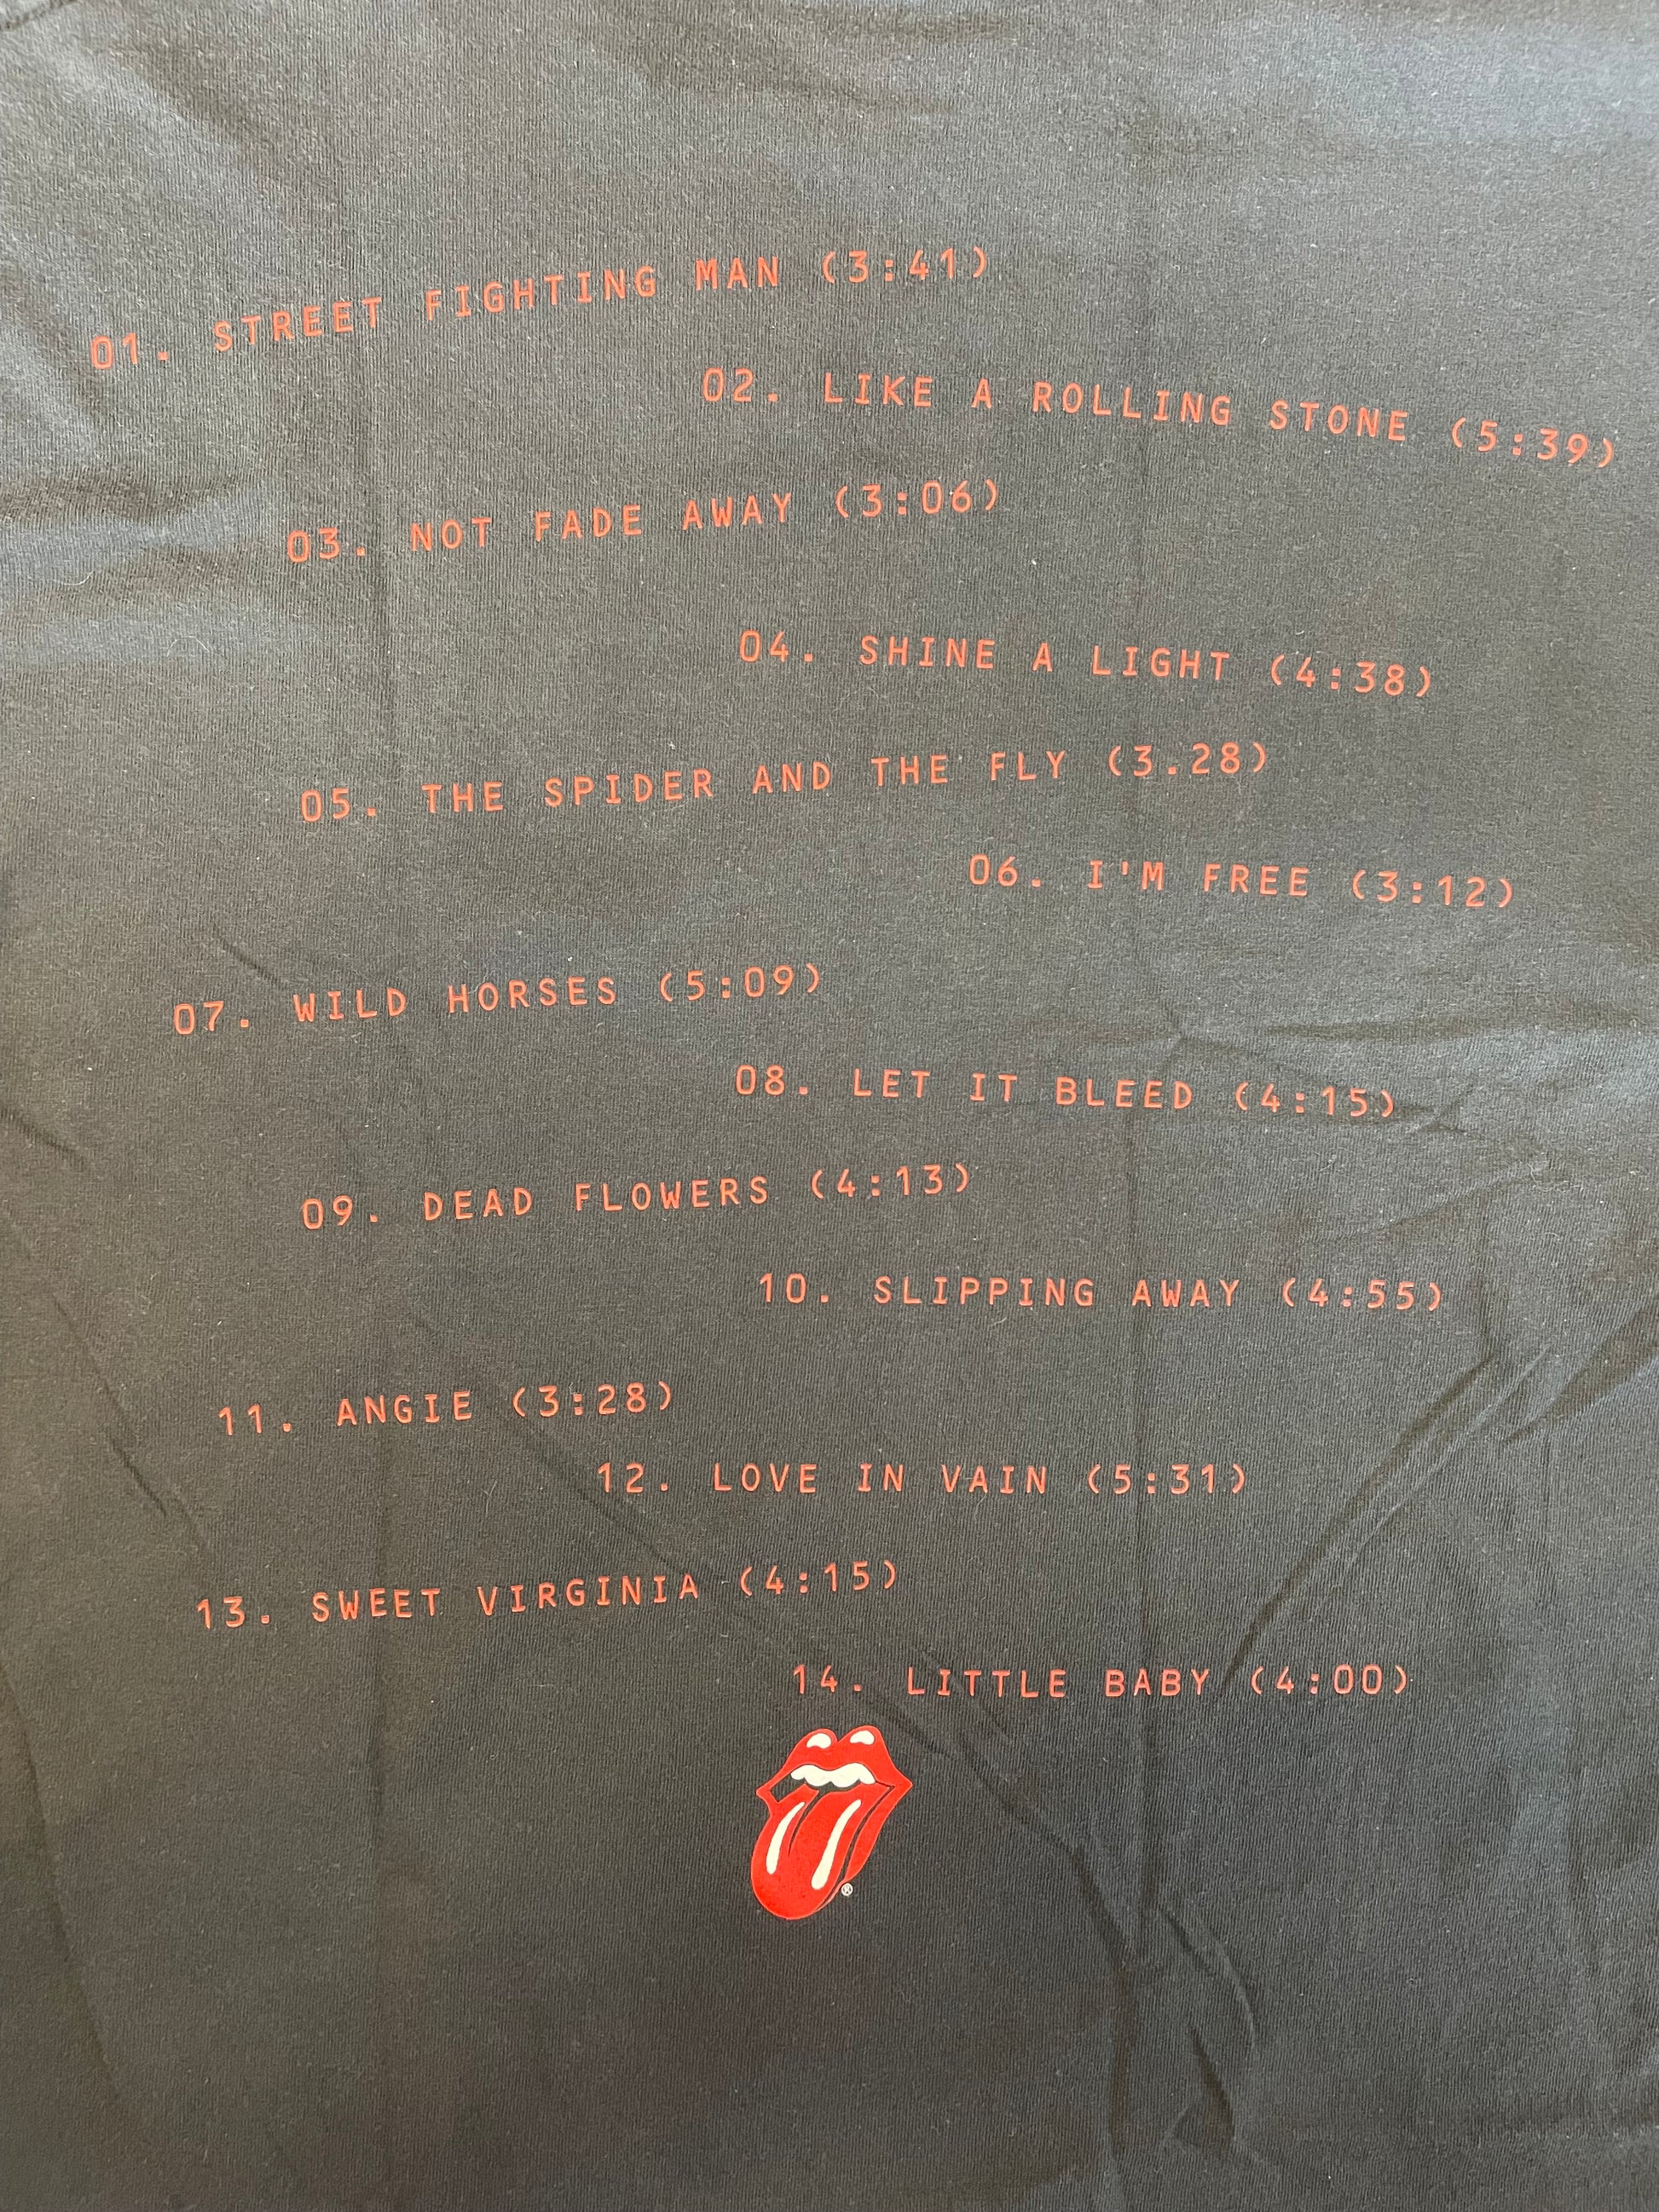 01. STREET FIGHTING MAN (3:41)
02. LIKE A ROLLING STONE (5:39)
03. NOT FADE AWAY (3:06)
04. SHINE A LIGHT (4:38)
05. THE SPIDER AND THE FLY (3.28)
06. I'M FREE (3:12)
07. WILD HORSES (5:09)
08. LET IT BLEED (4:15)
09. DEAD FLOWERS (4:13)
10. SLIPPING AWAY (4:55)
11. ANGIE (3:28)
12. LOVE IN VAIN (5:31)
13. SWEET VIRGINIA (4:15)
14. LITTLE BABY (4:00)
®